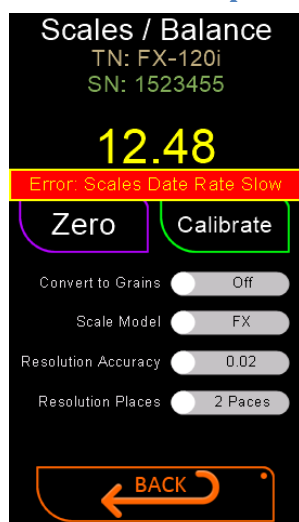 Scales / Balance
TN: FX-120i
SN: 1523455
12.48
Error: Scales Date Rate Slow
Zero Calibrate
Convert to Grains Off
Scale Model FX
Resolution Accuracy 0.02
Resolution Places 2 Paces
BACK